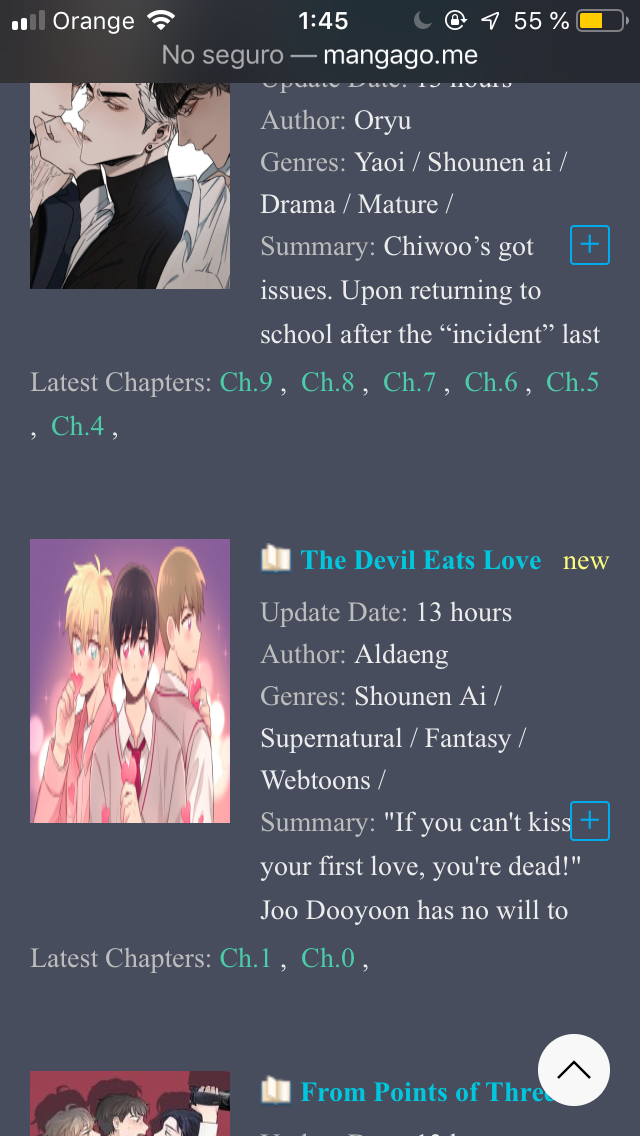 Orange 1:45 55 %
No seguro — mangago.me
Update Date: 13 hours
Author: Oryu
Genres: Yaoi / Shounen ai /
Drama / Mature /
Summary: Chiwoo’s got
issues. Upon returning to
school after the “incident” last
Latest Chapters: Ch.9 , Ch.8 , Ch.7 , Ch.6 , Ch.5
, Ch.4 ,
The Devil Eats Love new
Update Date: 13 hours
Author: Aldaeng
Genres: Shounen Ai /
Supernatural / Fantasy /
Webtoons /
Summary: "If you can't kiss
your first love, you're dead!"
Joo Dooyoon has no will to
Latest Chapters: Ch.1 , Ch.0 ,
From Points of Three